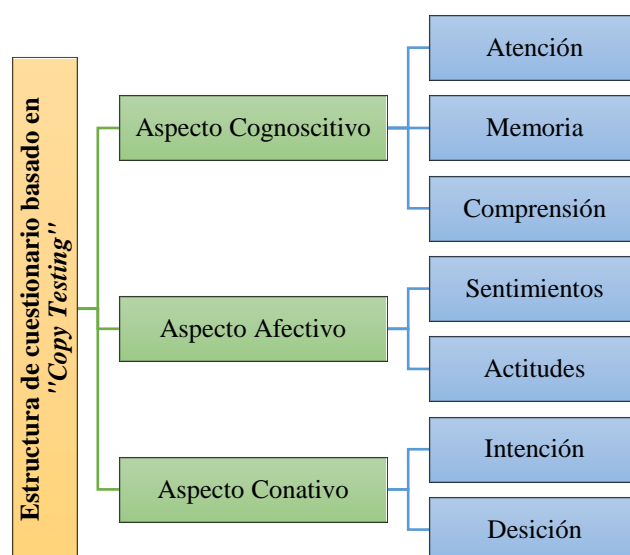 Estructura de cuestionario basado en
"Copy Testing"
Aspecto Cognoscitivo
Atención
Memoria
Comprensión
Aspecto Afectivo
Sentimientos
Actitudes
Aspecto Conativo
Intención
Desición